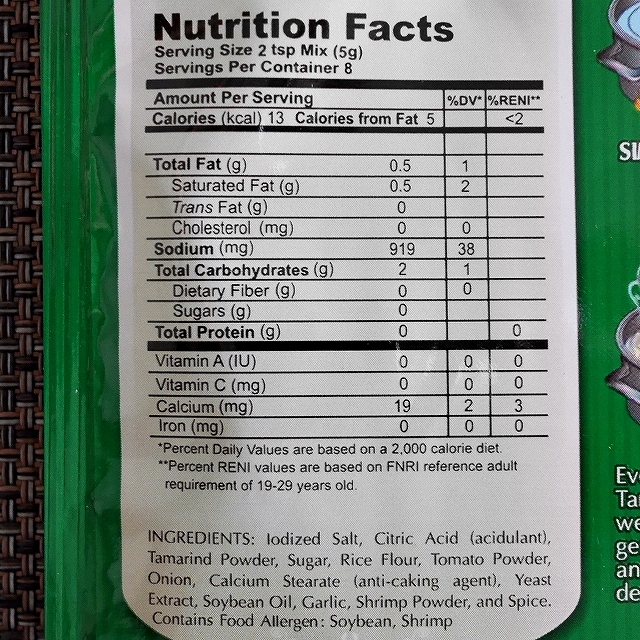 Nutrition Facts
Serving Size 2 tsp Mix (5g)
Servings Per Container 8
Amount Per Serving %DV* %RENI**
Calories (kcal) 13 Calories from Fat 5 <2
Total Fat (g) 0.5 1
Saturated Fat (g) 0.5 2
Trans Fat (g) 0
Cholesterol (mg) 0 0
Sodium (mg) 919 38
Total Carbohydrates (g) 2 1
Dietary Fiber (g) 0 0
Sugars (g) 0
Total Protein (g) 0 0
Vitamin A (IU) 0 0 0
Vitamin C (mg) 0 0 0
Calcium (mg) 19 2 3
Iron (mg) 0 0 0
*Percent Daily Values are based on a 2,000 calorie diet.
**Percent RENI values are based on FNRI reference adult
requirement of 19-29 years old.
INGREDIENTS: Iodized Salt, Citric Acid (acidulant),
Tamarind Powder, Sugar, Rice Flour, Tomato Powder,
Onion, Calcium Stearate (anti-caking agent), Yeast
Extract, Soybean Oil, Garlic, Shrimp Powder, and Spice.
Contains Food Allergen: Soybean, Shrimp